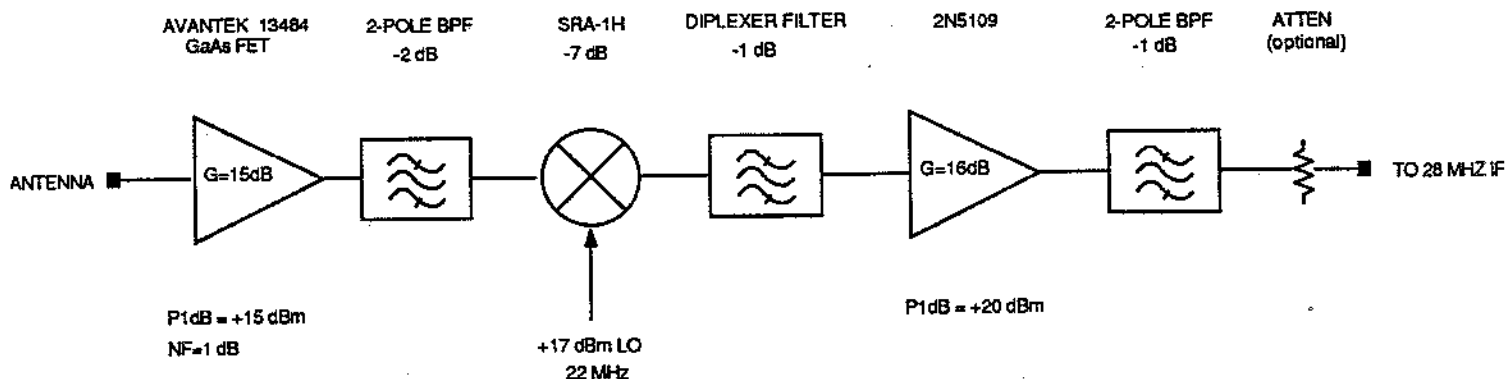 AVANTEK 13484
GaAs FET
2-POLE BPF
-2 dB
SRA-1H
-7 dB
DIPLEXER FILTER
-1 dB
2N5109
2-POLE BPF
-1 dB
ATTEN
(optional)
ANTENNA
G=15dB
G=16dB
TO 28 MHZ IF
P1dB = +15 dBm
NF=1 dB
+17 dBm LO
22 MHz
P1dB = +20 dBm